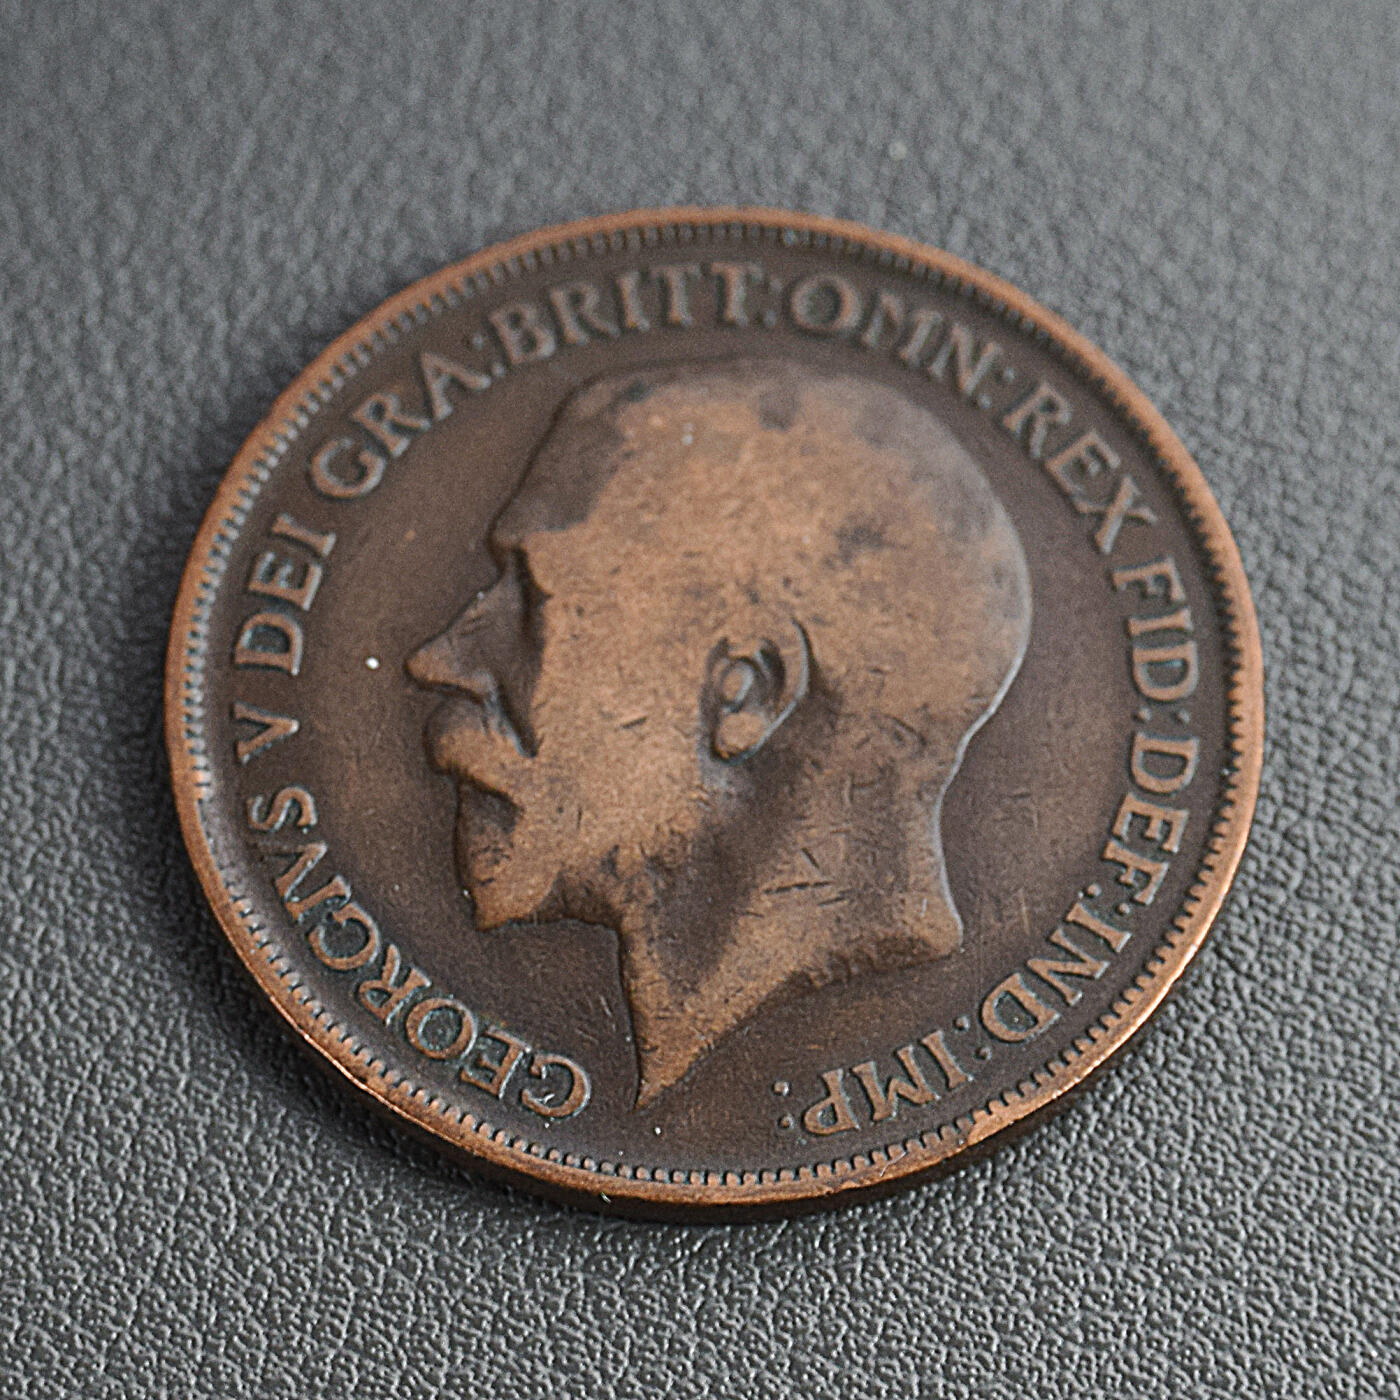 GEORGIVS V DEI GRA:BRITT:OMN:REX FID:DEF:IND:IMP: